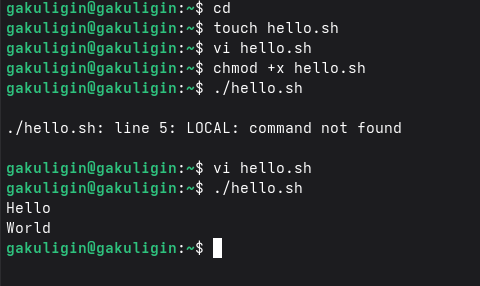 gakuligin@gakuligin:~$ cd
gakuligin@gakuligin:~$ touch hello.sh
gakuligin@gakuligin:~$ vi hello.sh
gakuligin@gakuligin:~$ chmod +x hello.sh
gakuligin@gakuligin:~$ ./hello.sh
./hello.sh: line 5: LOCAL: command not found
gakuligin@gakuligin:~$ vi hello.sh
gakuligin@gakuligin:~$ ./hello.sh
Hello
World
gakuligin@gakuligin:~$